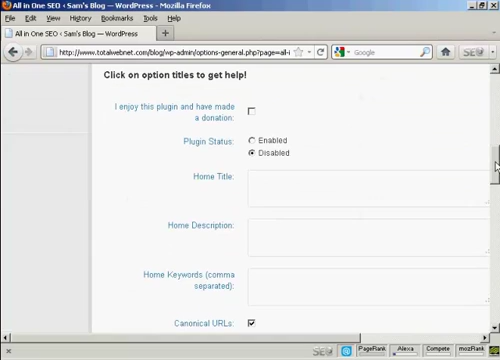 All in One SEO ‹ Sam's Blog — WordPress - Mozilla Firefox
File Edit View History Bookmarks Tools Help
All in One SEO ‹ Sam's Blog — WordPress
http://www.totalwebnet.com/blog/wp-admin/options-general.php?page=all-i
Google
SEO
Click on option titles to get help!
I enjoy this plugin and have made
a donation:
Plugin Status:
Enabled
Disabled
Home Title:
Home Description:
Home Keywords (comma
separated):
Canonical URLs:
SEO PageRank Alexa Compete mozRank